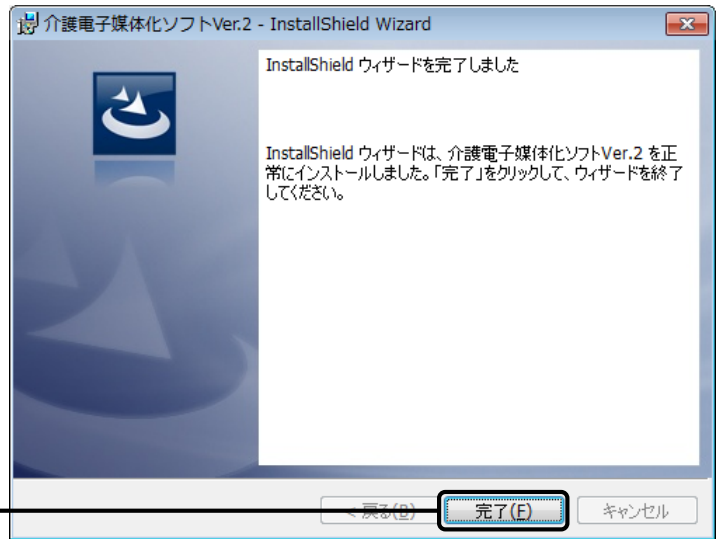 介護電子媒体化ソフトVer.2 - InstallShield Wizard
InstallShield ウィザードを完了しました
InstallShield ウィザードは、介護電子媒体化ソフトVer.2 を正
常にインストールしました。「完了」をクリックして、ウィザードを終了
してください。
< 戻る(B)
完了(F)
キャンセル